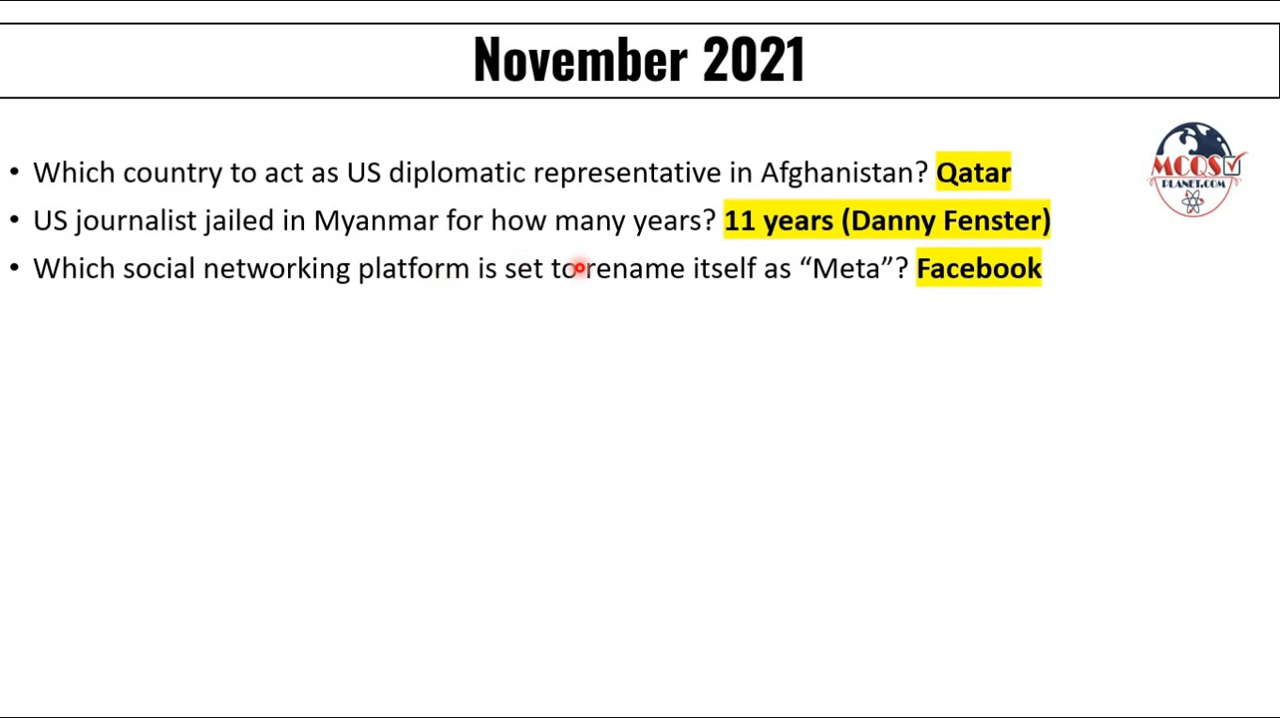 November 2021
• Which country to act as US diplomatic representative in Afghanistan? Qatar
• US journalist jailed in Myanmar for how many years? 11 years (Danny Fenster)
• Which social networking platform is set to rename itself as “Meta”? Facebook
MCQS
PLANET.COM